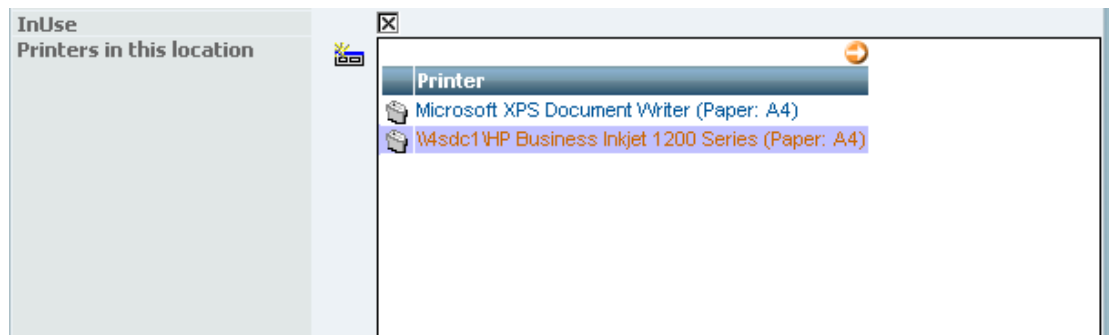 InUse
Printers in this location
Printer
Microsoft XPS Document Writer (Paper: A4)
\\4sdc1\HP Business Inkjet 1200 Series (Paper: A4)